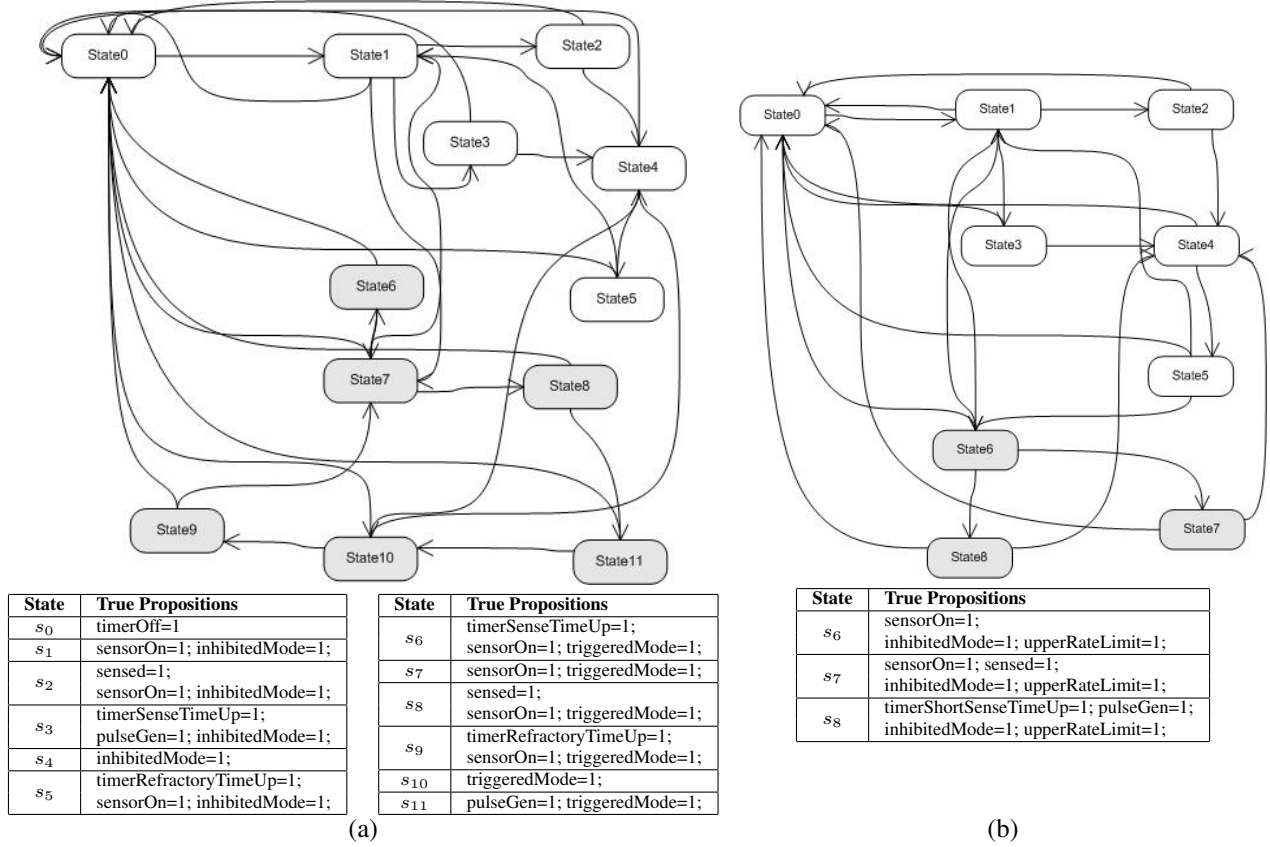 State0
State1
State2
State3
State4
State5
State6
State7
State8
State9
State10
State11
State True Propositions
s0 timerOff=1
s1 sensorOn=1; inhibitedMode=1;
s2 sensed=1;
sensorOn=1; inhibitedMode=1;
s3 timerSenseTimeUp=1;
pulseGen=1; inhibitedMode=1;
s4 inhibitedMode=1;
s5 timerRefractoryTimeUp=1;
sensorOn=1; inhibitedMode=1;
State True Propositions
s6 timerSenseTimeUp=1;
sensorOn=1; triggeredMode=1;
s7 sensorOn=1; triggeredMode=1;
s8 sensed=1;
sensorOn=1; triggeredMode=1;
s9 timerRefractoryTimeUp=1;
sensorOn=1; triggeredMode=1;
s10 triggeredMode=1;
s11 pulseGen=1; triggeredMode=1;
(a)
State0
State1
State2
State3
State4
State5
State6
State7
State8
State True Propositions
s6 sensorOn=1;
inhibitedMode=1; upperRateLimit=1;
s7 sensorOn=1; sensed=1;
inhibitedMode=1; upperRateLimit=1;
s8 timerShortSenseTimeUp=1; pulseGen=1;
inhibitedMode=1; upperRateLimit=1;
(b)